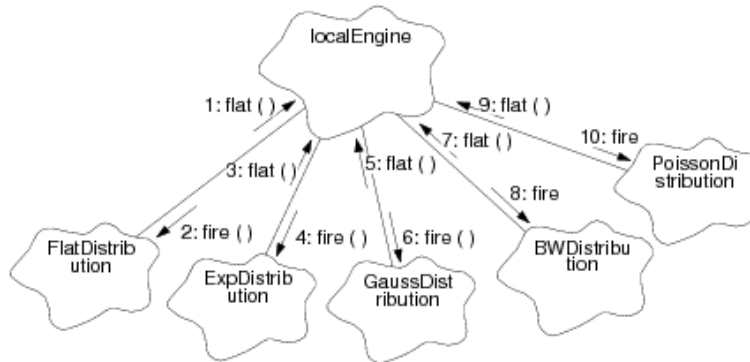 localEngine
1: flat ( )
9: flat ( )
7: flat ( )
10: fire
3: flat ( )
5: flat ( )
PoissonDi
stribution
8: fire
2: fire ( )
4: fire ( )
6: fire ( )
FlatDistrib
ution
ExpDistrib
ution
GaussDist
ribution
BWDistribu
tion